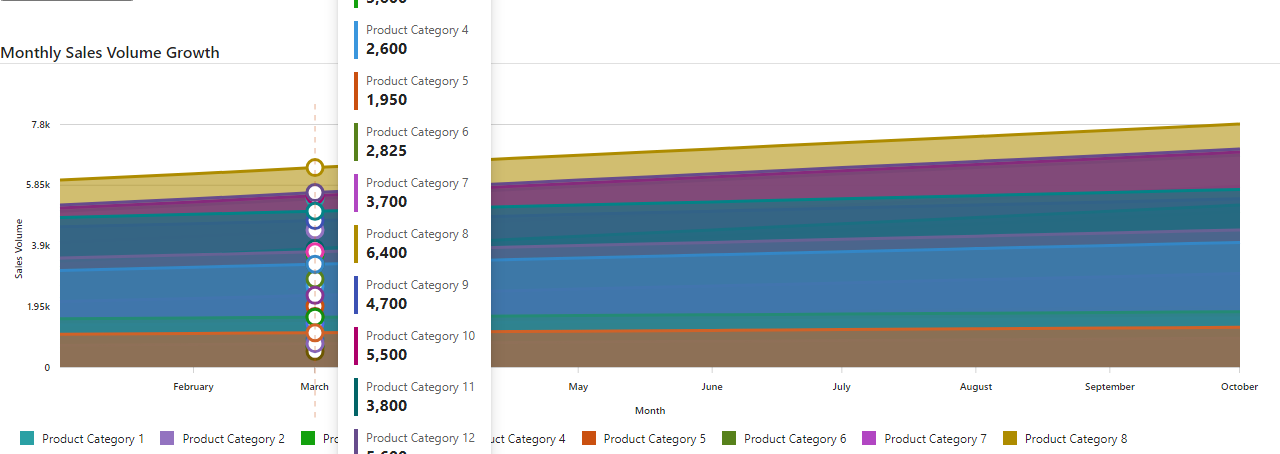 Product Category 4
2,600
Monthly Sales Volume Growth
Product Category 5
1,950
7.8k
Product Category 6
2,825
Product Category 7
5.85k
3,700
Product Category 8
3.9k
6,400
Sales Volume
Product Category 9
1.95k
4,700
Product Category 10
5,500
0
February
March
May
June
July
August
September
October
Product Category 11
3,800
Month
Product Category 1
Product Category 2
Category 4
Product Category 5
Product Category 6
Product Category 7
Product Category 8
Product Category 12